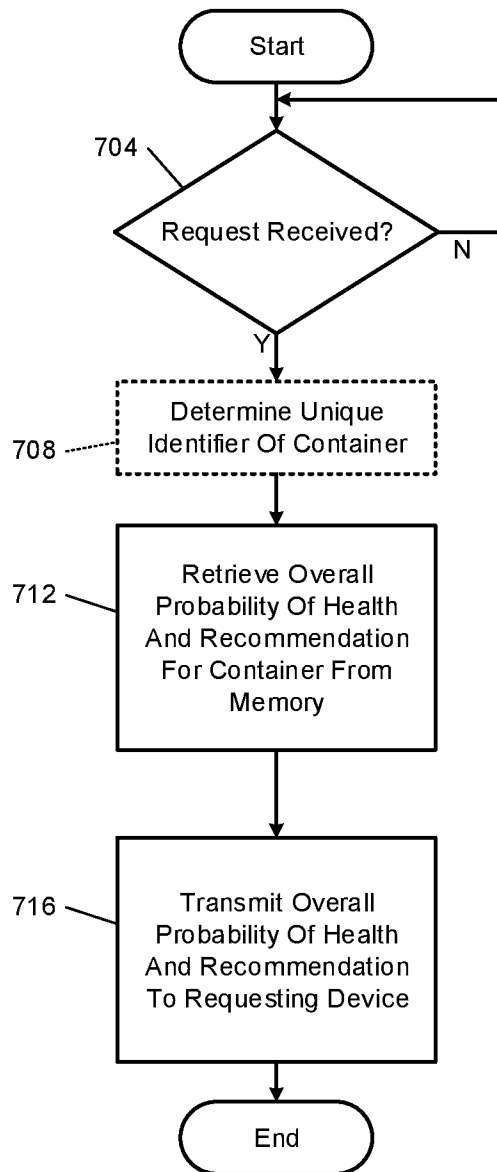 Start
704
Request Received?
N
Y
Determine Unique
Identifier Of Container
708
Retrieve Overall
Probability Of Health
And Recommendation
For Container From
Memory
712
Transmit Overall
Probability Of Health
And Recommendation
To Requesting Device
716
End